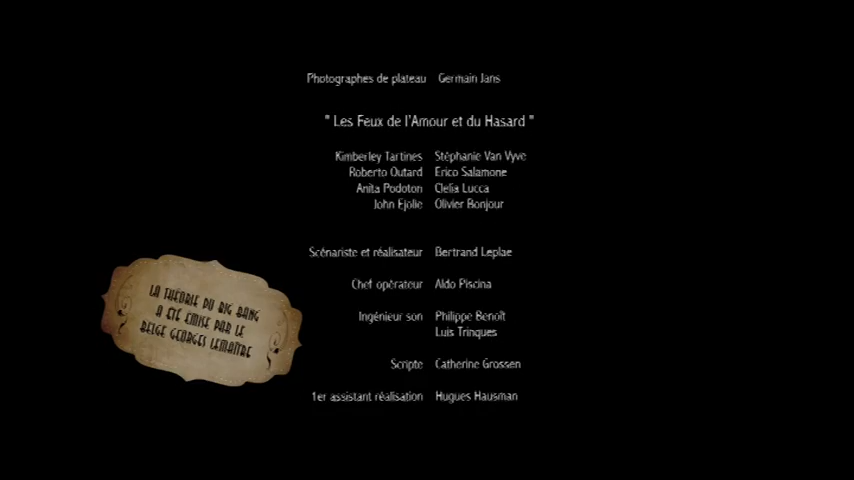 Photographes de plateau Germain Jans
" Les Feux de l'Amour et du Hasard "
Kimberley Tartines Stéphanie Van Vyve
Roberto Outard Erico Salamone
Anita Podoton Clelia Lucca
John Ejolie Olivier Bonjour
Scénariste et réalisateur Bertrand Leplae
Chef opérateur Aldo Piscina
Ingénieur son Philippe Benoît
Luis Trinques
Scripte Catherine Grossen
1er assistant réalisation Hugues Hausman
LA THÉORIE DU BIG BANG
A ÉTÉ ÉMISE PAR LE
BELGE GEORGES LEMAÎTRE